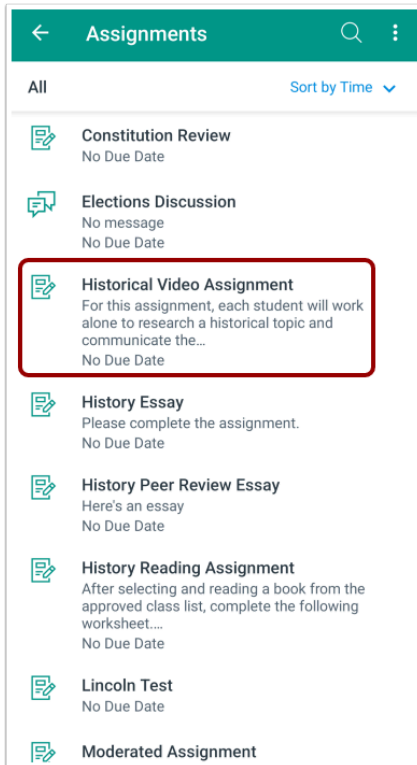 Assignments
All
Sort by Time
Constitution Review
No Due Date
Elections Discussion
No message
No Due Date
Historical Video Assignment
For this assignment, each student will work
alone to research a historical topic and
communicate the...
No Due Date
History Essay
Please complete the assignment.
No Due Date
History Peer Review Essay
Here's an essay
No Due Date
History Reading Assignment
After selecting and reading a book from the
approved class list, complete the following
worksheet....
No Due Date
Lincoln Test
No Due Date
Moderated Assignment